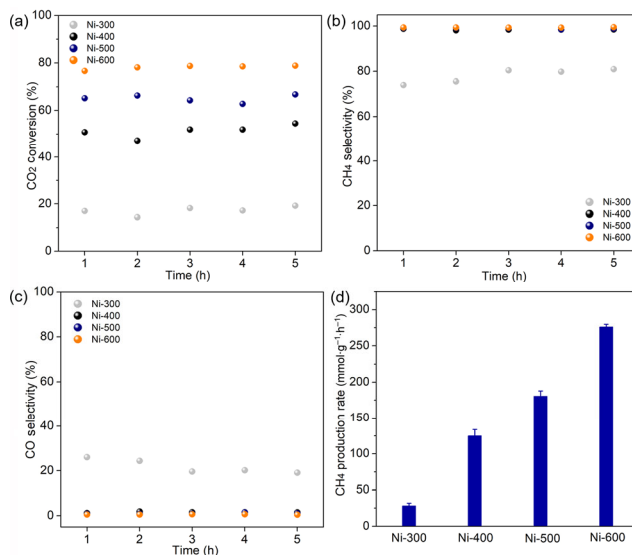 (a)
Ni-300
Ni-400
Ni-500
Ni-600
CO₂ conversion (%)
100
80
60
40
20
0
1 2 3 4 5
Time (h)
(b)
CH₄ selectivity (%)
100
80
60
40
20
0
Ni-300
Ni-400
Ni-500
Ni-600
1 2 3 4 5
Time (h)
(c)
Ni-300
Ni-400
Ni-500
Ni-600
CO selectivity (%)
100
80
60
40
20
0
1 2 3 4 5
Time (h)
(d)
CH₄ production rate (mmol·g⁻¹·h⁻¹)
300
250
200
150
100
50
0
Ni-300 Ni-400 Ni-500 Ni-600